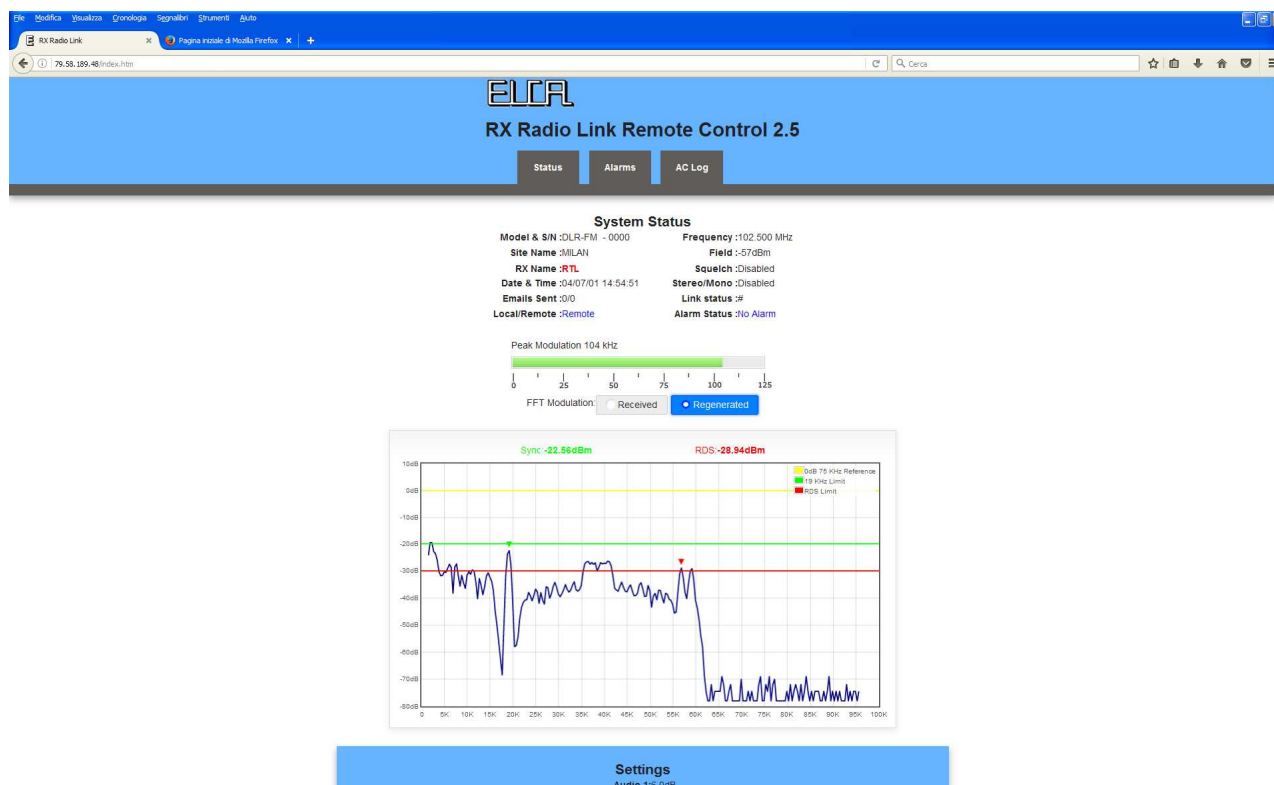 File Modifica Visualizza Cronologia Segnalibri Strumenti Aiuto
RX Radio Link
Pagina iniziale di Mozilla Firefox
79.58.189.48/index.htm
Cerca
ELCA
RX Radio Link Remote Control 2.5
Status Alarms AC Log
System Status
Model & S/N :DLR-FM - 0000 Frequency :102.500 MHz
Site Name :MILAN Field :-57dBm
RX Name :RTL Squelch :Disabled
Date & Time :04/07/01 14:54:51 Stereo/Mono :Disabled
Emails Sent :0/0 Link status :#
Local/Remote :Remote Alarm Status :No Alarm
Peak Modulation 104 kHz
0 25 50 75 100 125
FFT Modulation: Received Regenerated
Sync:-22.56dBm RDS:-28.94dBm
0dB 75 KHz Reference
19 KHz Limit
RDS Limit
10dB
0dB
-10dB
-20dB
-30dB
-40dB
-50dB
-60dB
-70dB
-80dB
0 5K 10K 15K 20K 25K 30K 35K 40K 45K 50K 55K 60K 65K 70K 75K 80K 85K 90K 95K 100K
Settings
Audio 1:6.0dB